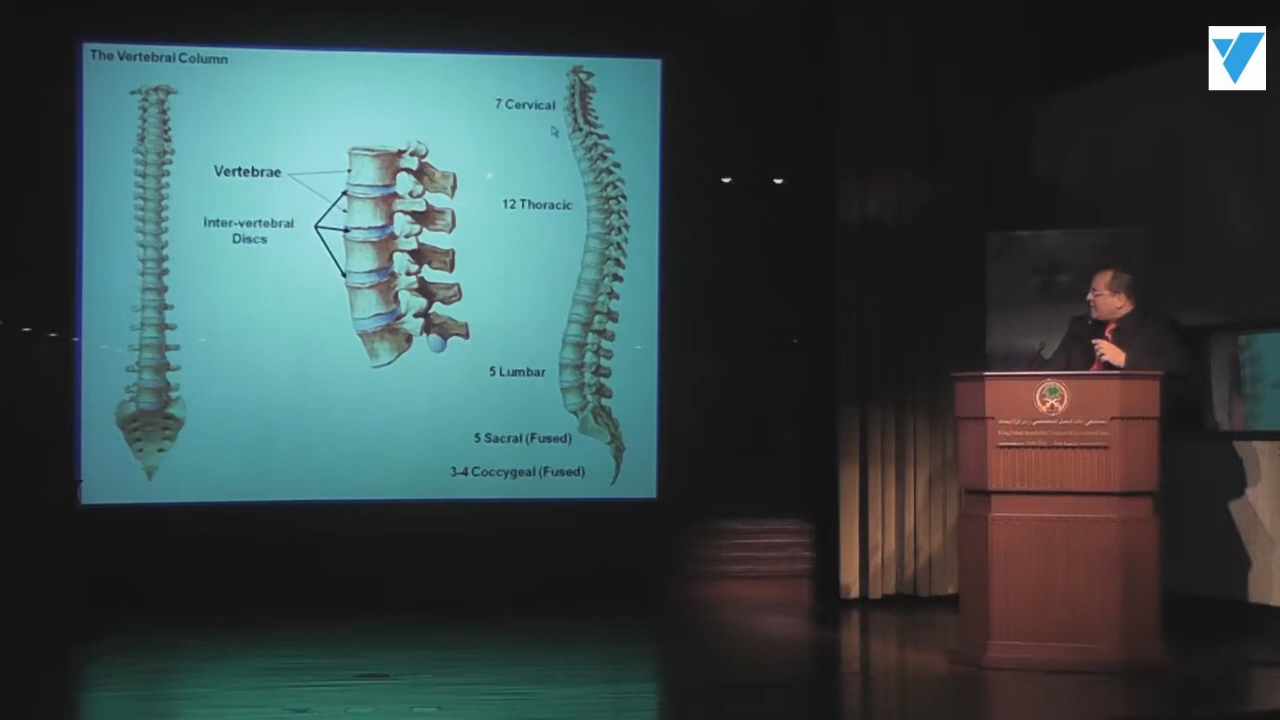 The Vertebral Column
7 Cervical
Vertebrae
12 Thoracic
Inter-vertebral
Discs
5 Lumbar
5 Sacral (Fused)
3-4 Coccygeal (Fused)